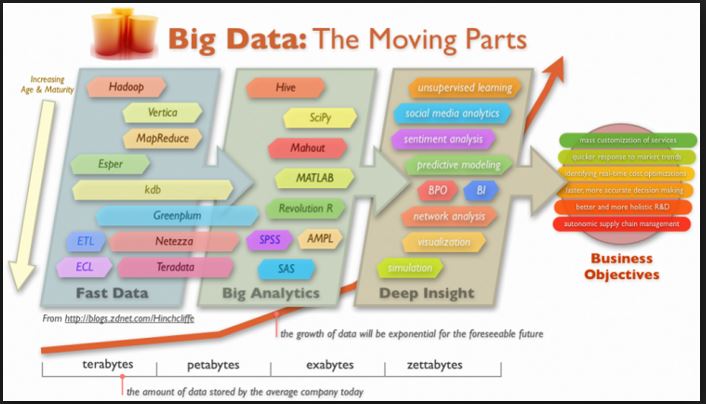 Big Data: The Moving Parts
Increasing
Age & Maturity
Hadoop
Vertica
MapReduce
Esper
kdb
Greenplum
ETL
Netezza
ECL
Teradata
Fast Data
Hive
SciPy
Mahout
MATLAB
Revolution R
SPSS
AMPL
SAS
Big Analytics
unsupervised learning
social media analytics
sentiment analysis
predictive modeling
BPO
BI
network analysis
visualization
simulation
Deep Insight
mass customization of services
quicker response to market trends
identifying real-time cost optimizations
faster, more accurate decision making
better and more holistic R&D
autonomic supply chain management
Business
Objectives
From http://blogs.zdnet.com/Hinchcliffe
the growth of data will be exponential for the foreseeable future
terabytes
petabytes
exabytes
zettabytes
the amount of data stored by the average company today